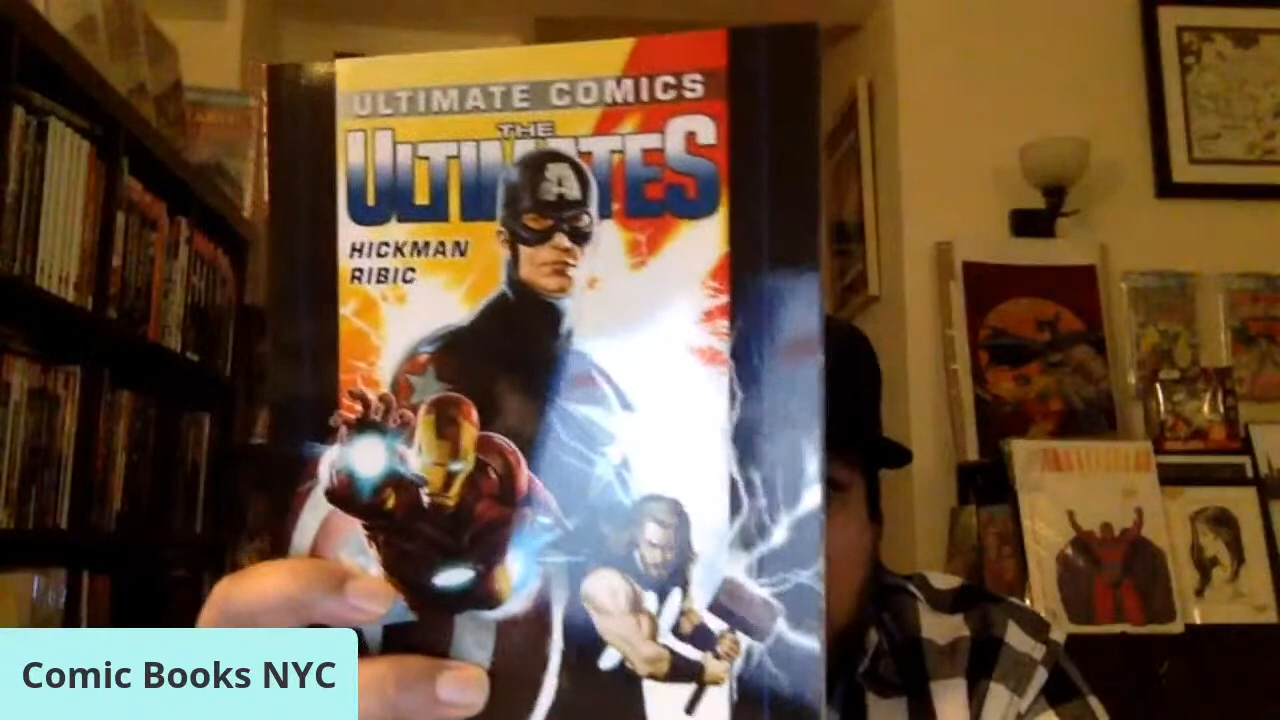 ULTIMATE COMICS
THE
ULTIMATES
HICKMAN
RIBIC
A
Comic Books NYC